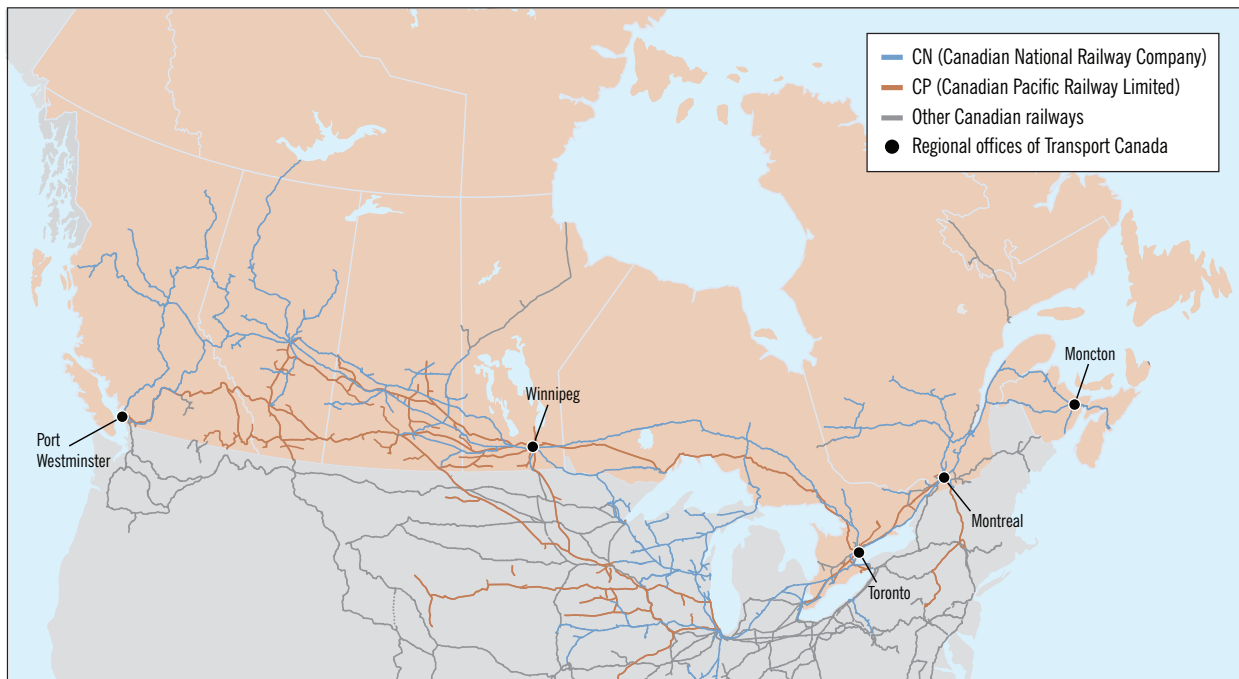 CN (Canadian National Railway Company)
CP (Canadian Pacific Railway Limited)
Other Canadian railways
Regional offices of Transport Canada
Moncton
Winnipeg
Port
Westminster
Montreal
Toronto